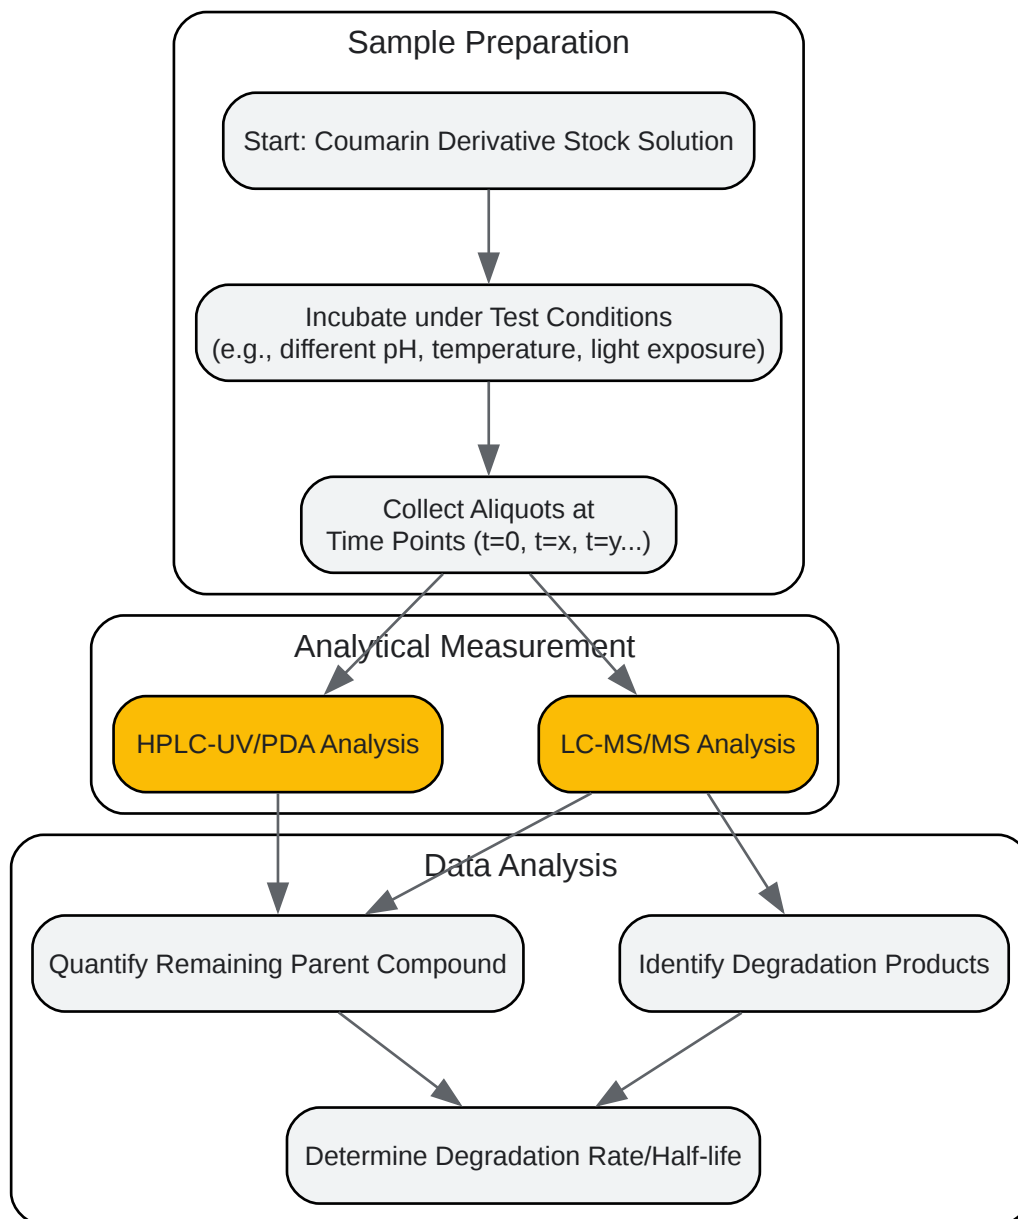 Sample Preparation
Start: Coumarin Derivative Stock Solution
Incubate under Test Conditions
(e.g., different pH, temperature, light exposure)
Collect Aliquots at
Time Points (t=0, t=x, t=y...)
Analytical Measurement
HPLC-UV/PDA Analysis
LC-MS/MS Analysis
Data Analysis
Quantify Remaining Parent Compound
Identify Degradation Products
Determine Degradation Rate/Half-life